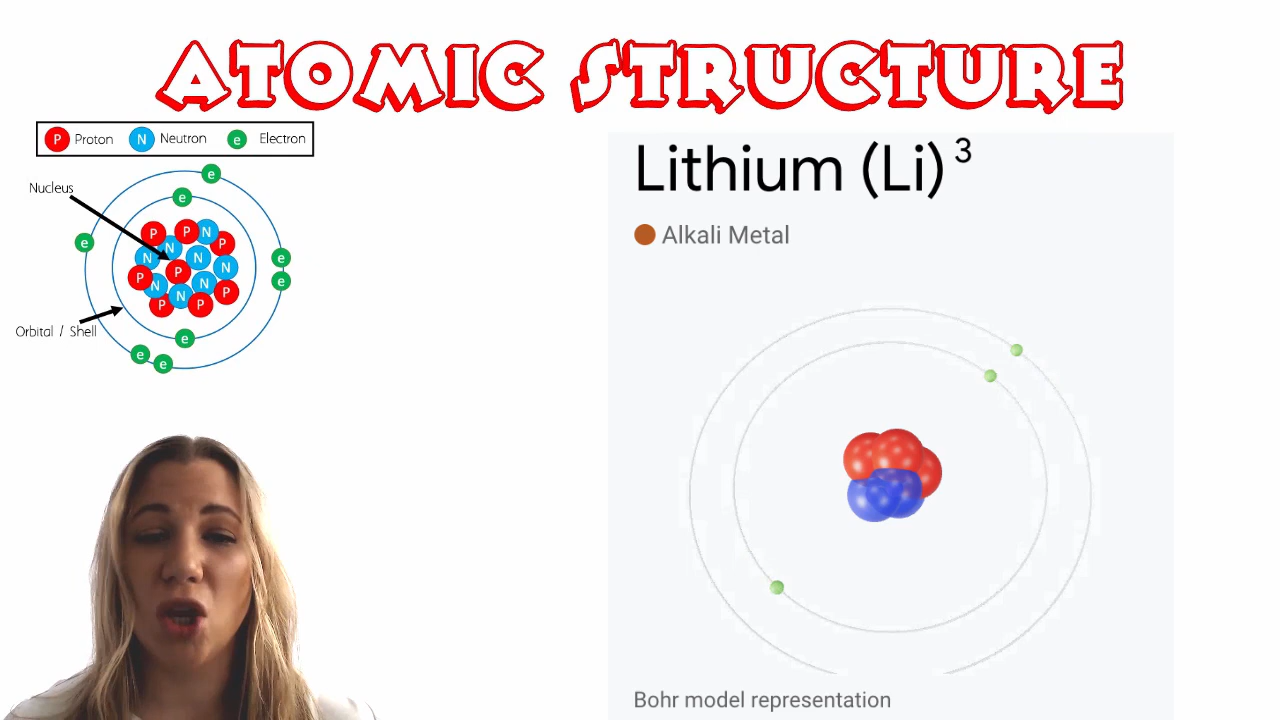 ATOMIC STRUCTURE
P Proton N Neutron e Electron
Nucleus
Orbital / Shell
e
e
e
e
e
e
e
e
P
P
N
P
N
N
N
N
P
P
N
N
N
P
P
P
Lithium (Li) 3
Alkali Metal
Bohr model representation